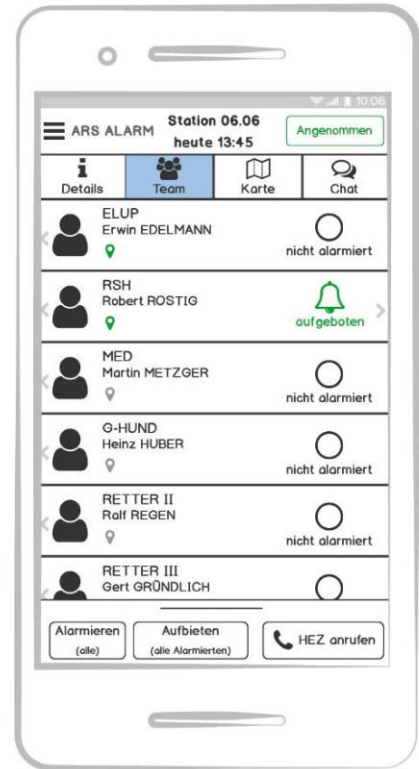 10:06
ARS ALARM
Station 06.06
heute 13:45
Angenommen
Details
Team
Karte
Chat
ELUP
Erwin EDELMANN
nicht alarmiert
RSH
Robert ROSTIG
aufgeboten
MED
Martin METZGER
nicht alarmiert
G-HUND
Heinz HUBER
nicht alarmiert
RETTER II
Ralf REGEN
nicht alarmiert
RETTER III
Gert GRÜNDLICH
Alarmieren
(alle)
Aufbieten
(alle Alarmierten)
HEZ anrufen